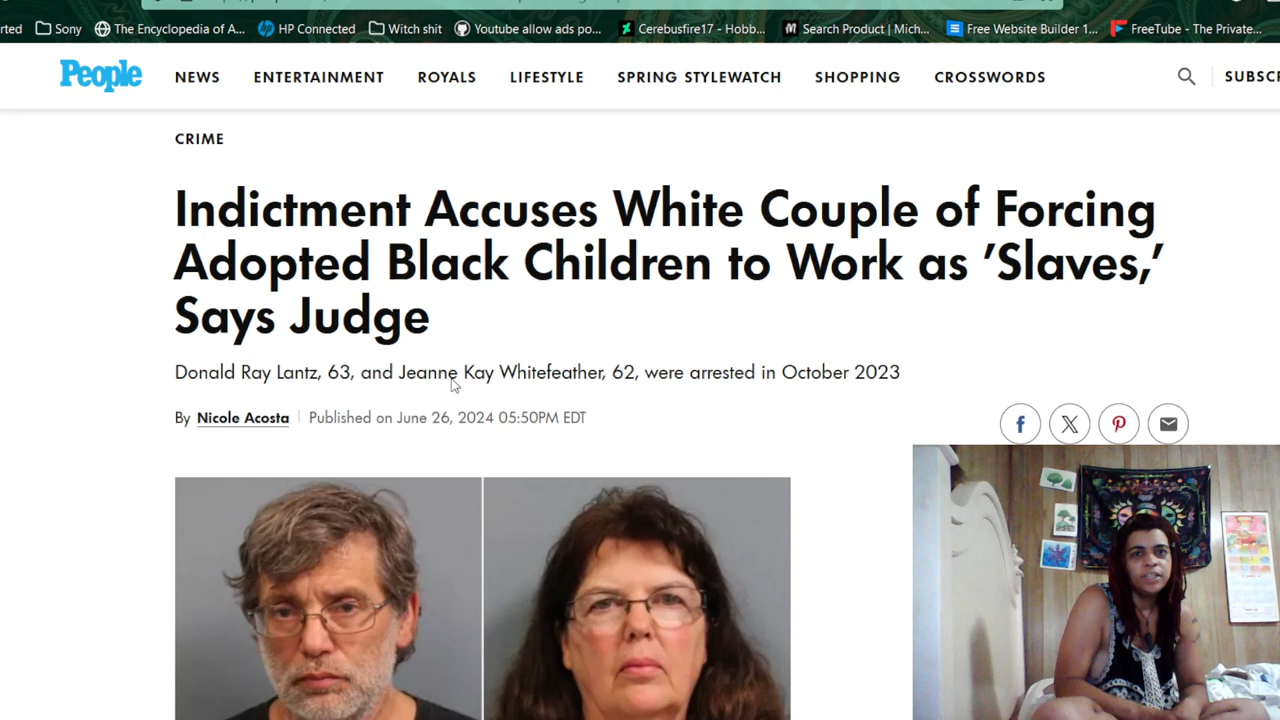 rted Sony The Encyclopedia of A... HP Connected Witch shit Youtube allow ads po... Cerebusfire17 - Hobb... Search Product | Mich... Free Website Builder 1... FreeTube - The Private...
People NEWS ENTERTAINMENT ROYALS LIFESTYLE SPRING STYLEWATCH SHOPPING CROSSWORDS SUBSCR
CRIME
Indictment Accuses White Couple of Forcing
Adopted Black Children to Work as ’Slaves,’
Says Judge
Donald Ray Lantz, 63, and Jeanne Kay Whitefeather, 62, were arrested in October 2023
By Nicole Acosta Published on June 26, 2024 05:50PM EDT